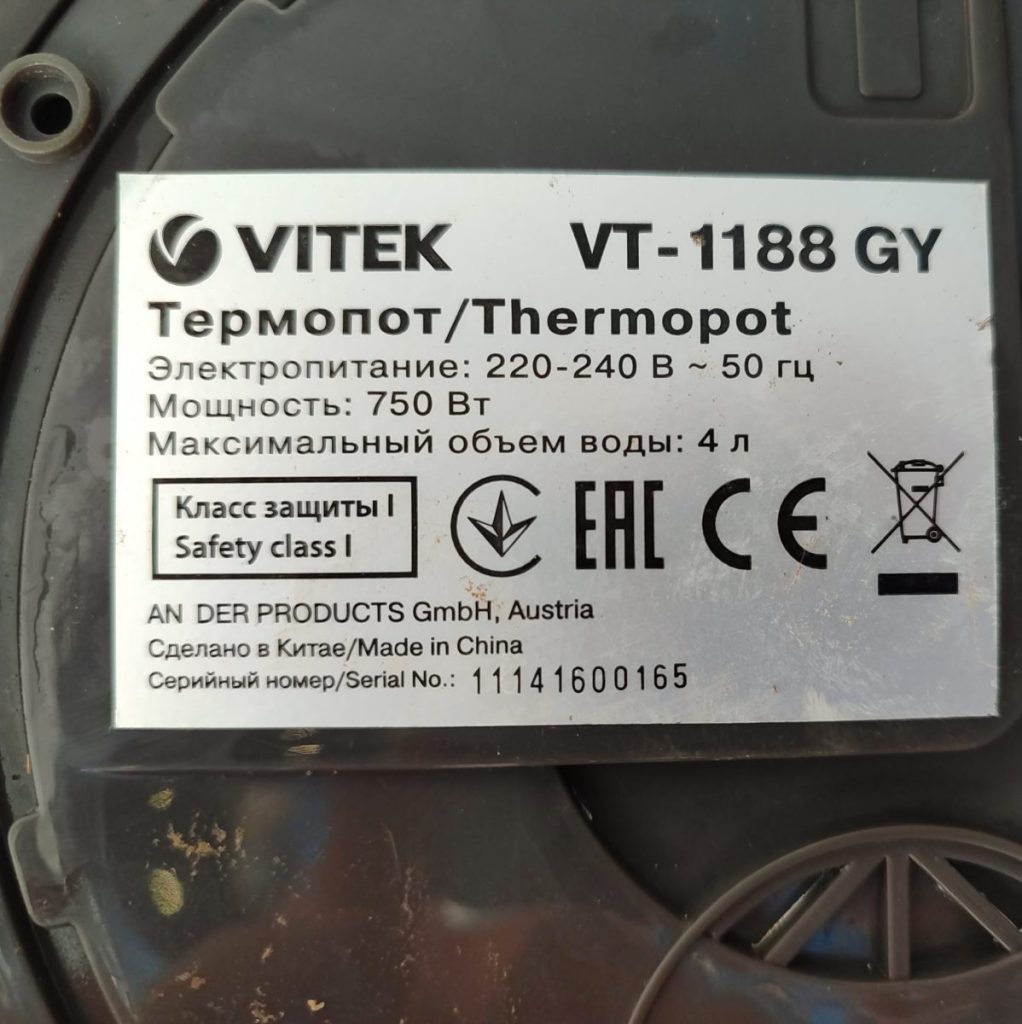 VITEK VT-1188 GY
Термопот/Thermopot
Электропитание: 220-240 В ~ 50 гц
Мощность: 750 Вт
Максимальный объем воды: 4 л
Класс защиты I
Safety class I
EAC CE
AN DER PRODUCTS GmbH, Austria
Сделано в Китае/Made in China
Серийный номер/Serial No.: 11141600165